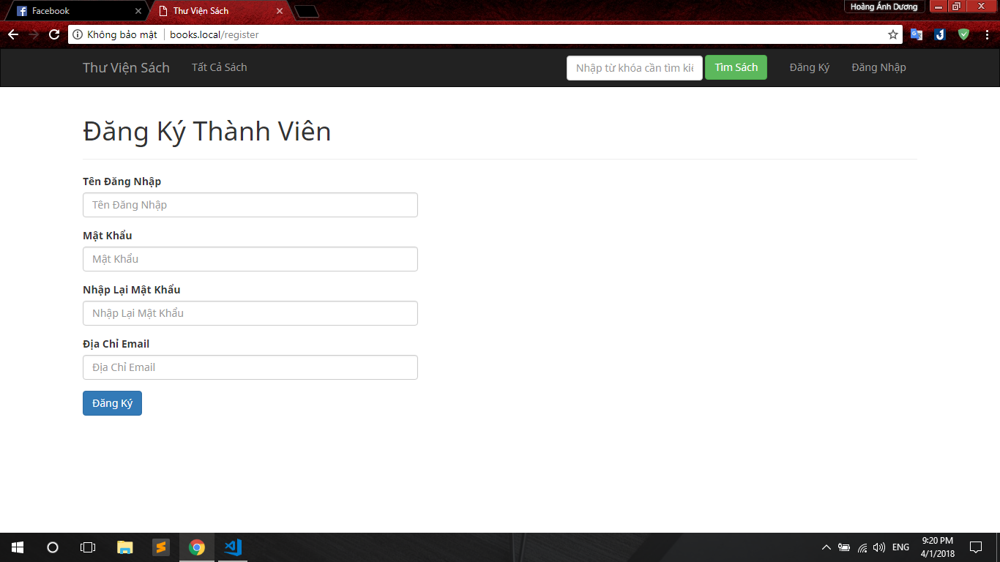 Facebook
Thư Viện Sách
Hoàng Ánh Dương
Không bảo mật
books.local/register
Thư Viện Sách
Tất Cả Sách
Nhập từ khóa cần tìm kiế
Tìm Sách
Đăng Ký
Đăng Nhập
Đăng Ký Thành Viên
Tên Đăng Nhập
Tên Đăng Nhập
Mật Khẩu
Mật Khẩu
Nhập Lại Mật Khẩu
Nhập Lại Mật Khẩu
Địa Chỉ Email
Địa Chỉ Email
Đăng Ký
ENG
9:20 PM
4/1/2018